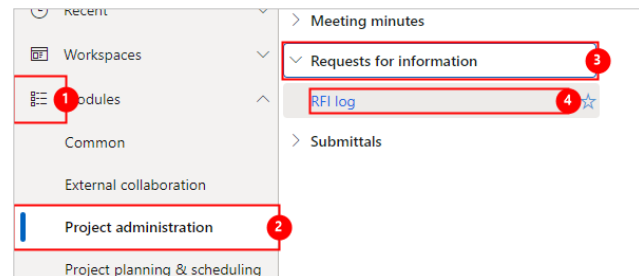 Recent
Meeting minutes
Workspaces
Requests for information
3
1
odules
RFI log
4
Common
Submittals
External collaboration
Project administration
2
Project planning & scheduling